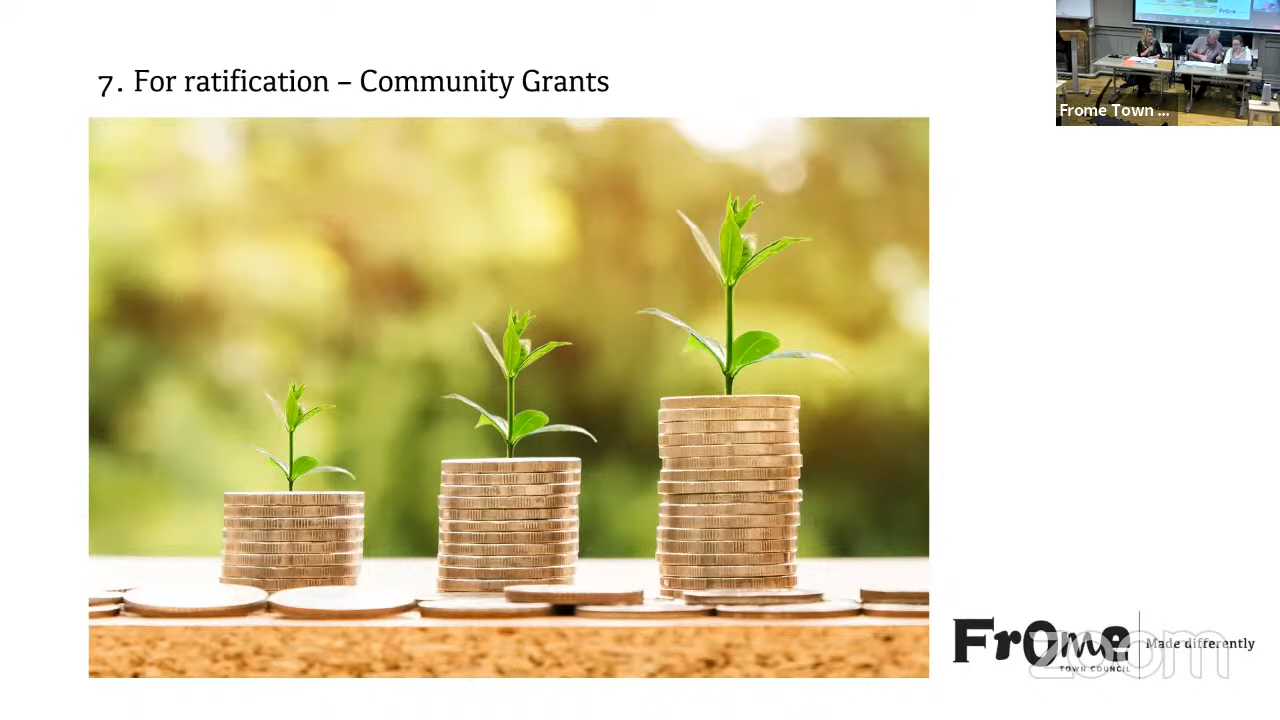 7. For ratification – Community Grants
Frome Town ...
Frome
TOWN COUNCIL
Made differently
zoom